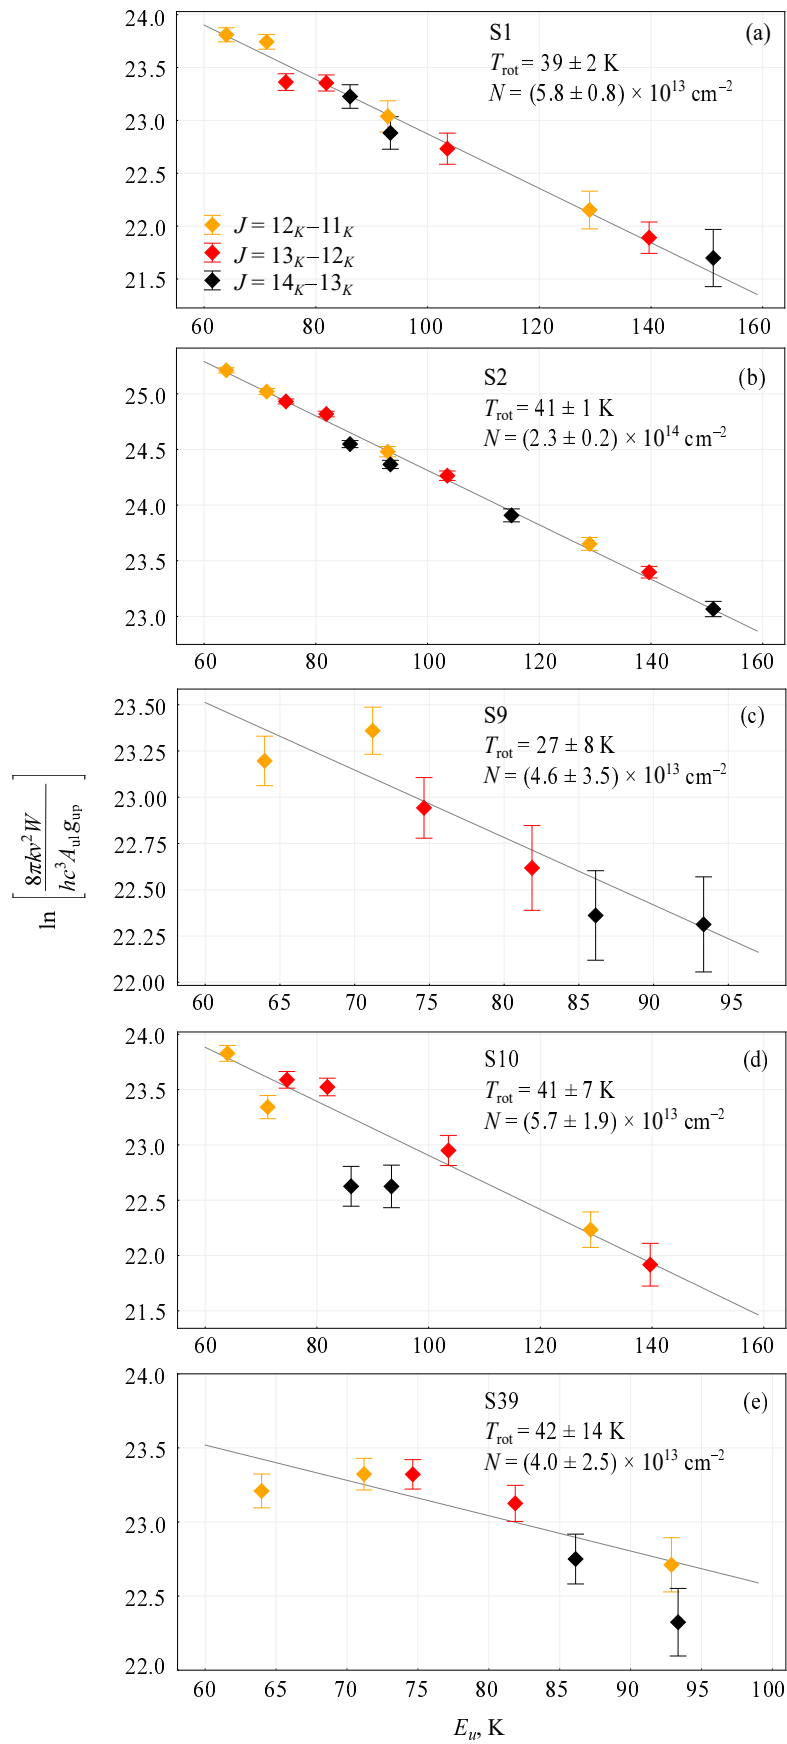 24.0
23.5
23.0
22.5
22.0
21.5
S1
(a)
T_rot = 39 ± 2 K
N = (5.8 ± 0.8) × 10^13 cm^−2
J = 12_K–11_K
J = 13_K–12_K
J = 14_K–13_K
60 80 100 120 140 160
25.0
24.5
24.0
23.5
23.0
S2
(b)
T_rot = 41 ± 1 K
N = (2.3 ± 0.2) × 10^14 cm^−2
60 80 100 120 140 160
ln [ 8πkν^2W / hc^3A_ul g_up ]
23.50
23.25
23.00
22.75
22.50
22.25
22.00
S9
(c)
T_rot = 27 ± 8 K
N = (4.6 ± 3.5) × 10^13 cm^−2
60 65 70 75 80 85 90 95
24.0
23.5
23.0
22.5
22.0
21.5
S10
(d)
T_rot = 41 ± 7 K
N = (5.7 ± 1.9) × 10^13 cm^−2
60 80 100 120 140 160
24.0
23.5
23.0
22.5
22.0
S39
(e)
T_rot = 42 ± 14 K
N = (4.0 ± 2.5) × 10^13 cm^−2
60 65 70 75 80 85 90 95 100
E_u, K